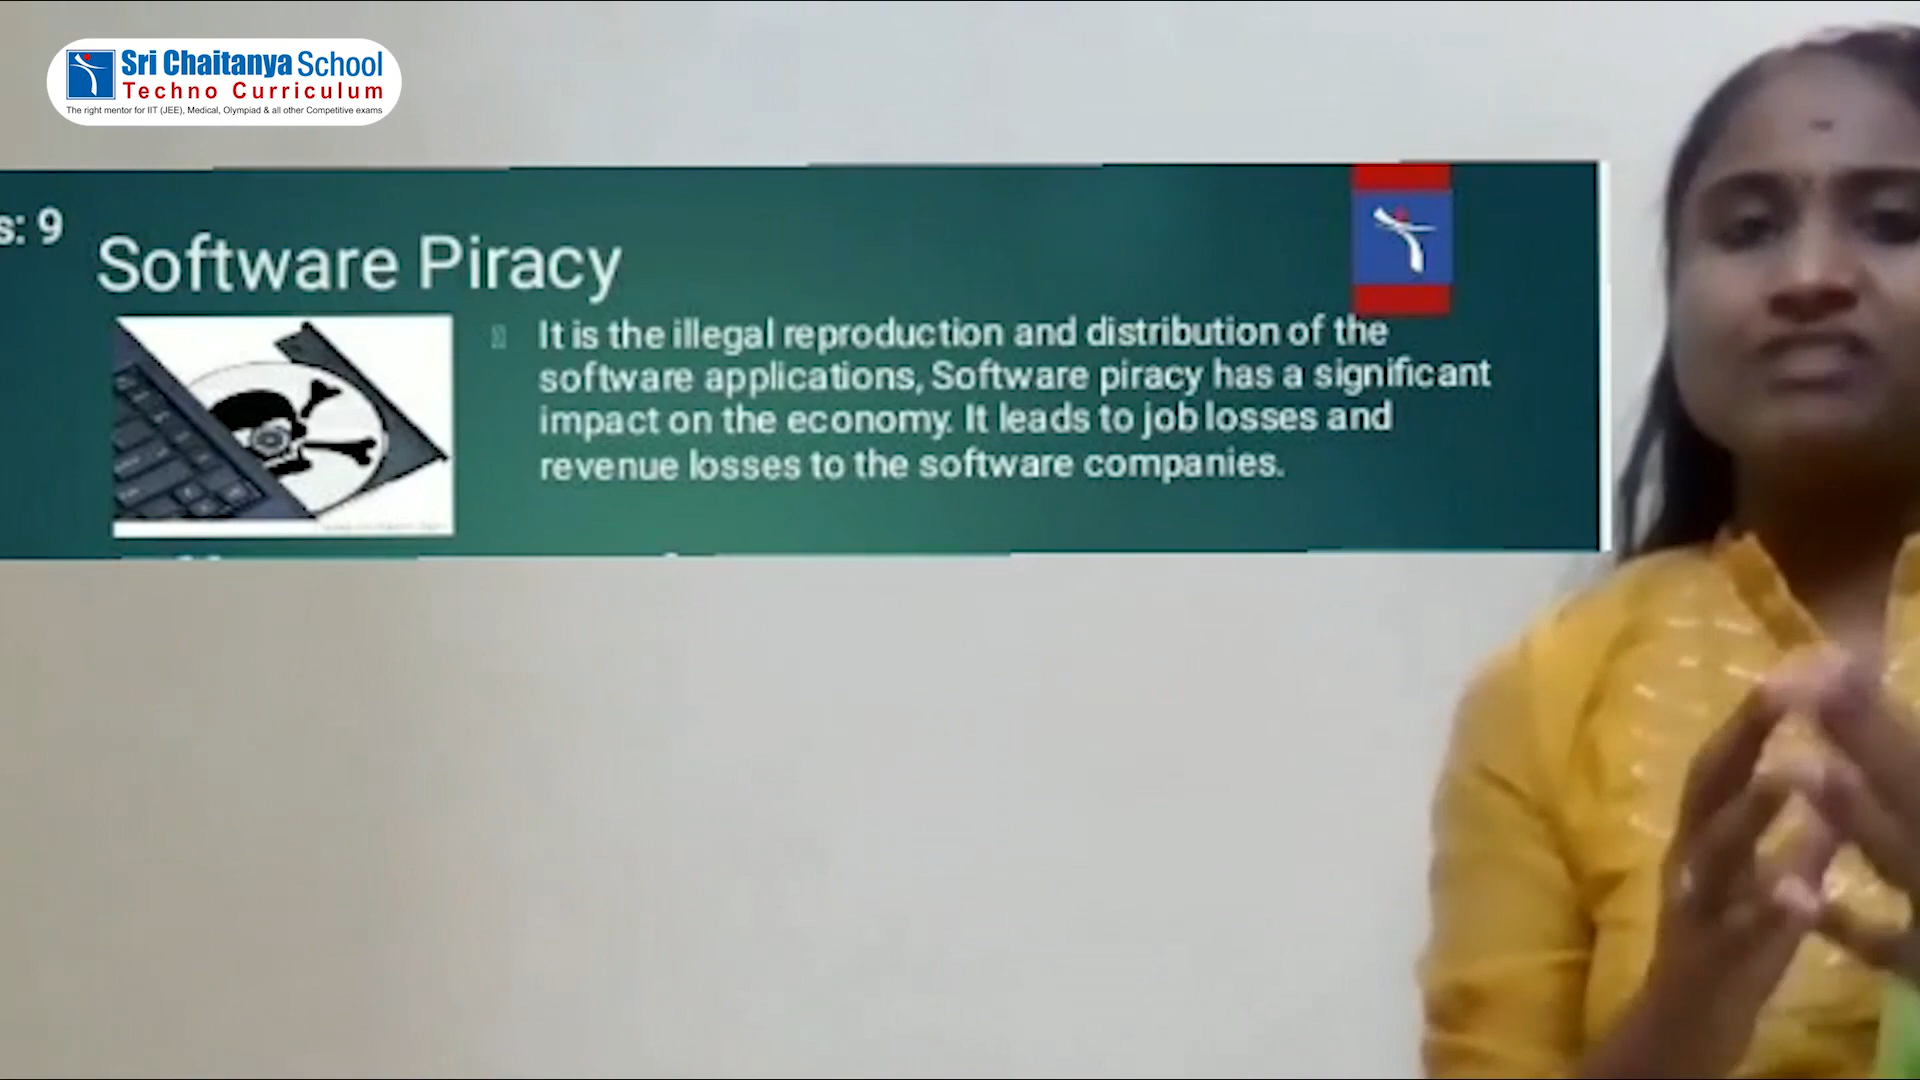 Sri Chaitanya School
Techno Curriculum
The right mentor for IIT (JEE), Medical, Olympiad & all other Competitive exams
s: 9
Software Piracy
It is the illegal reproduction and distribution of the
software applications, Software piracy has a significant
impact on the economy. It leads to job losses and
revenue losses to the software companies.